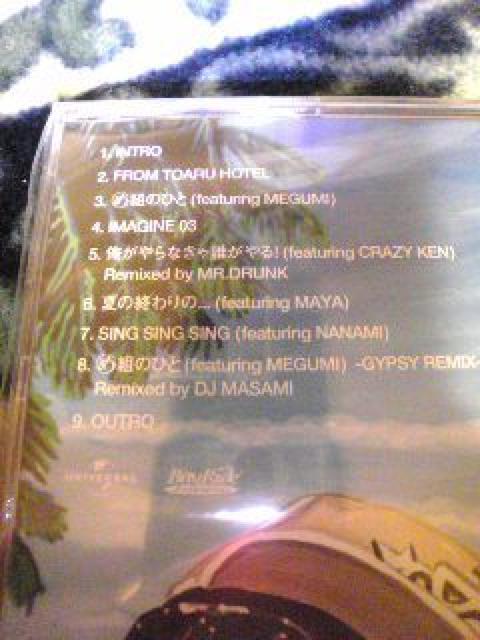 1. INTRO
2. FROM TOARU HOTEL
3. め組のひと (featuring MEGUMI)
4. IMAGINE 03
5. 俺がやらなきゃ誰がやる! (featuring CRAZY KEN)
Remixed by MR.DRUNK
6. 夏の終わりの... (featuring MAYA)
7. SING SING SING (featuring NANAMI)
8. め組のひと (featuring MEGUMI) -GYPSY REMIX-
Remixed by DJ MASAMI
9. OUTRO
UNIVERSAL